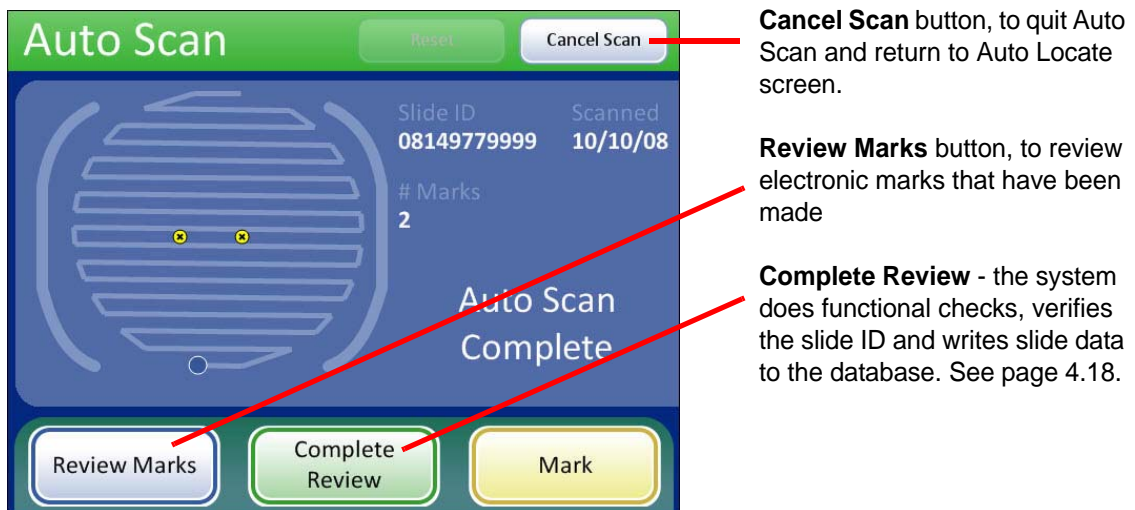 Auto Scan
Reset
Cancel Scan
Slide ID
Scanned
08149779999
10/10/08
# Marks
2
Auto Scan
Complete
Review Marks
Complete
Review
Mark
Cancel Scan button, to quit Auto
Scan and return to Auto Locate
screen.
Review Marks button, to review
electronic marks that have been
made
Complete Review - the system
does functional checks, verifies
the slide ID and writes slide data
to the database. See page 4.18.